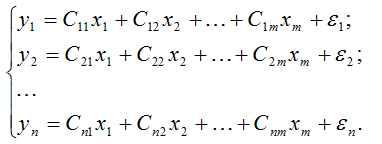 y₁ = C₁₁x₁ + C₁₂x₂ + …+ C₁ₘxₘ + ε₁;
y₂ = C₂₁x₁ + C₂₂x₂ + …+ C₂ₘxₘ + ε₂;
…
yₙ = Cₙ₁x₁ + Cₙ₂x₂ + …+ Cₙₘxₘ + εₙ.